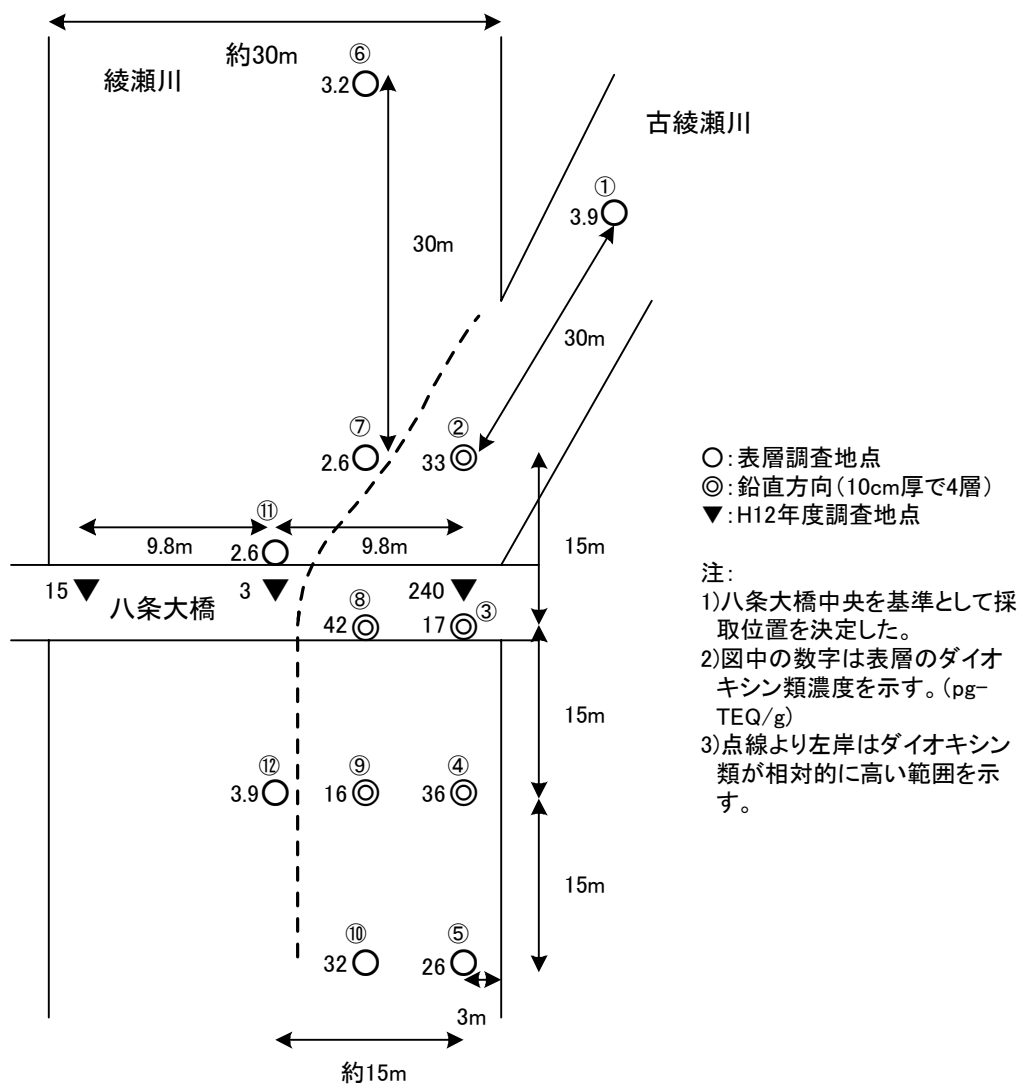 約30m
綾瀬川
⑥
3.2
古綾瀬川
①
3.9
30m
30m
⑦
2.6
②
33
○:表層調査地点
◎:鉛直方向(10cm厚で4層)
▼:H12年度調査地点
⑪
9.8m
9.8m
2.6
15m
15
八条大橋
3
240
⑧
42
③
17
注:
1)八条大橋中央を基準として採
取位置を決定した。
2)図中の数字は表層のダイオ
キシン類濃度を示す。(pg-
TEQ/g)
3)点線より左岸はダイオキシン
類が相対的に高い範囲を示
す。
15m
⑫
3.9
⑨
16
④
36
15m
⑩
32
⑤
26
3m
約15m